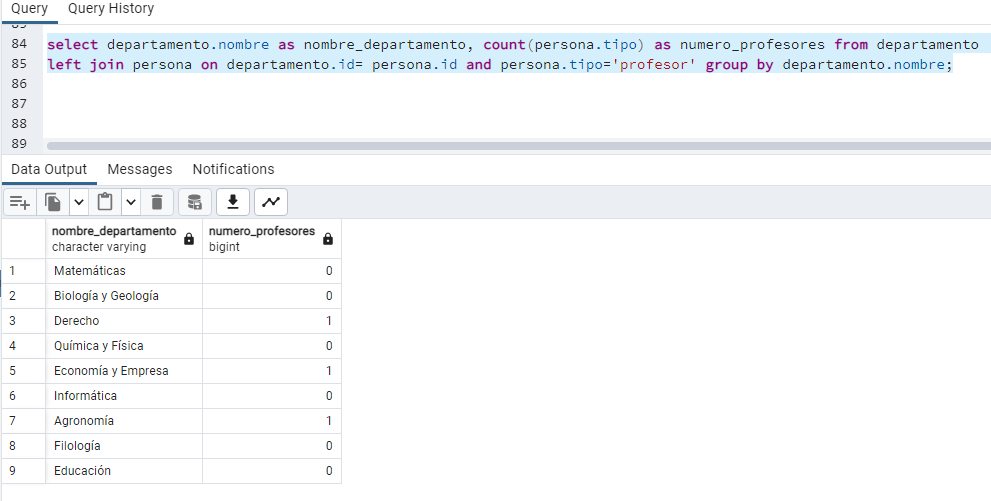 Query Query History
84 select departamento.nombre as nombre_departamento, count(persona.tipo) as numero_profesores from departamento
85 left join persona on departamento.id= persona.id and persona.tipo='profesor' group by departamento.nombre;
86
87
88
89
Data Output Messages Notifications
nombre_departamento numero_profesores
character varying bigint
1 Matemáticas 0
2 Biología y Geología 0
3 Derecho 1
4 Química y Física 0
5 Economía y Empresa 1
6 Informática 0
7 Agronomía 1
8 Filología 0
9 Educación 0